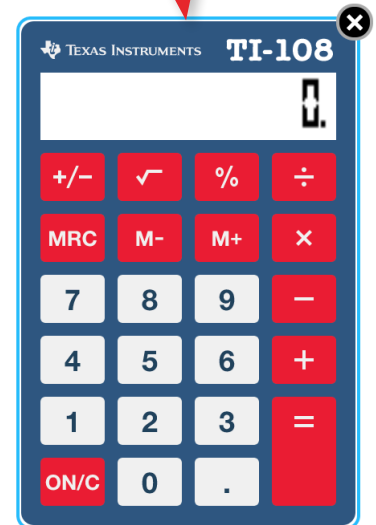 TEXAS INSTRUMENTS TI-108
0.
+/− √ % ÷
MRC M- M+ ×
7 8 9 −
4 5 6 +
1 2 3 =
ON/C 0 .